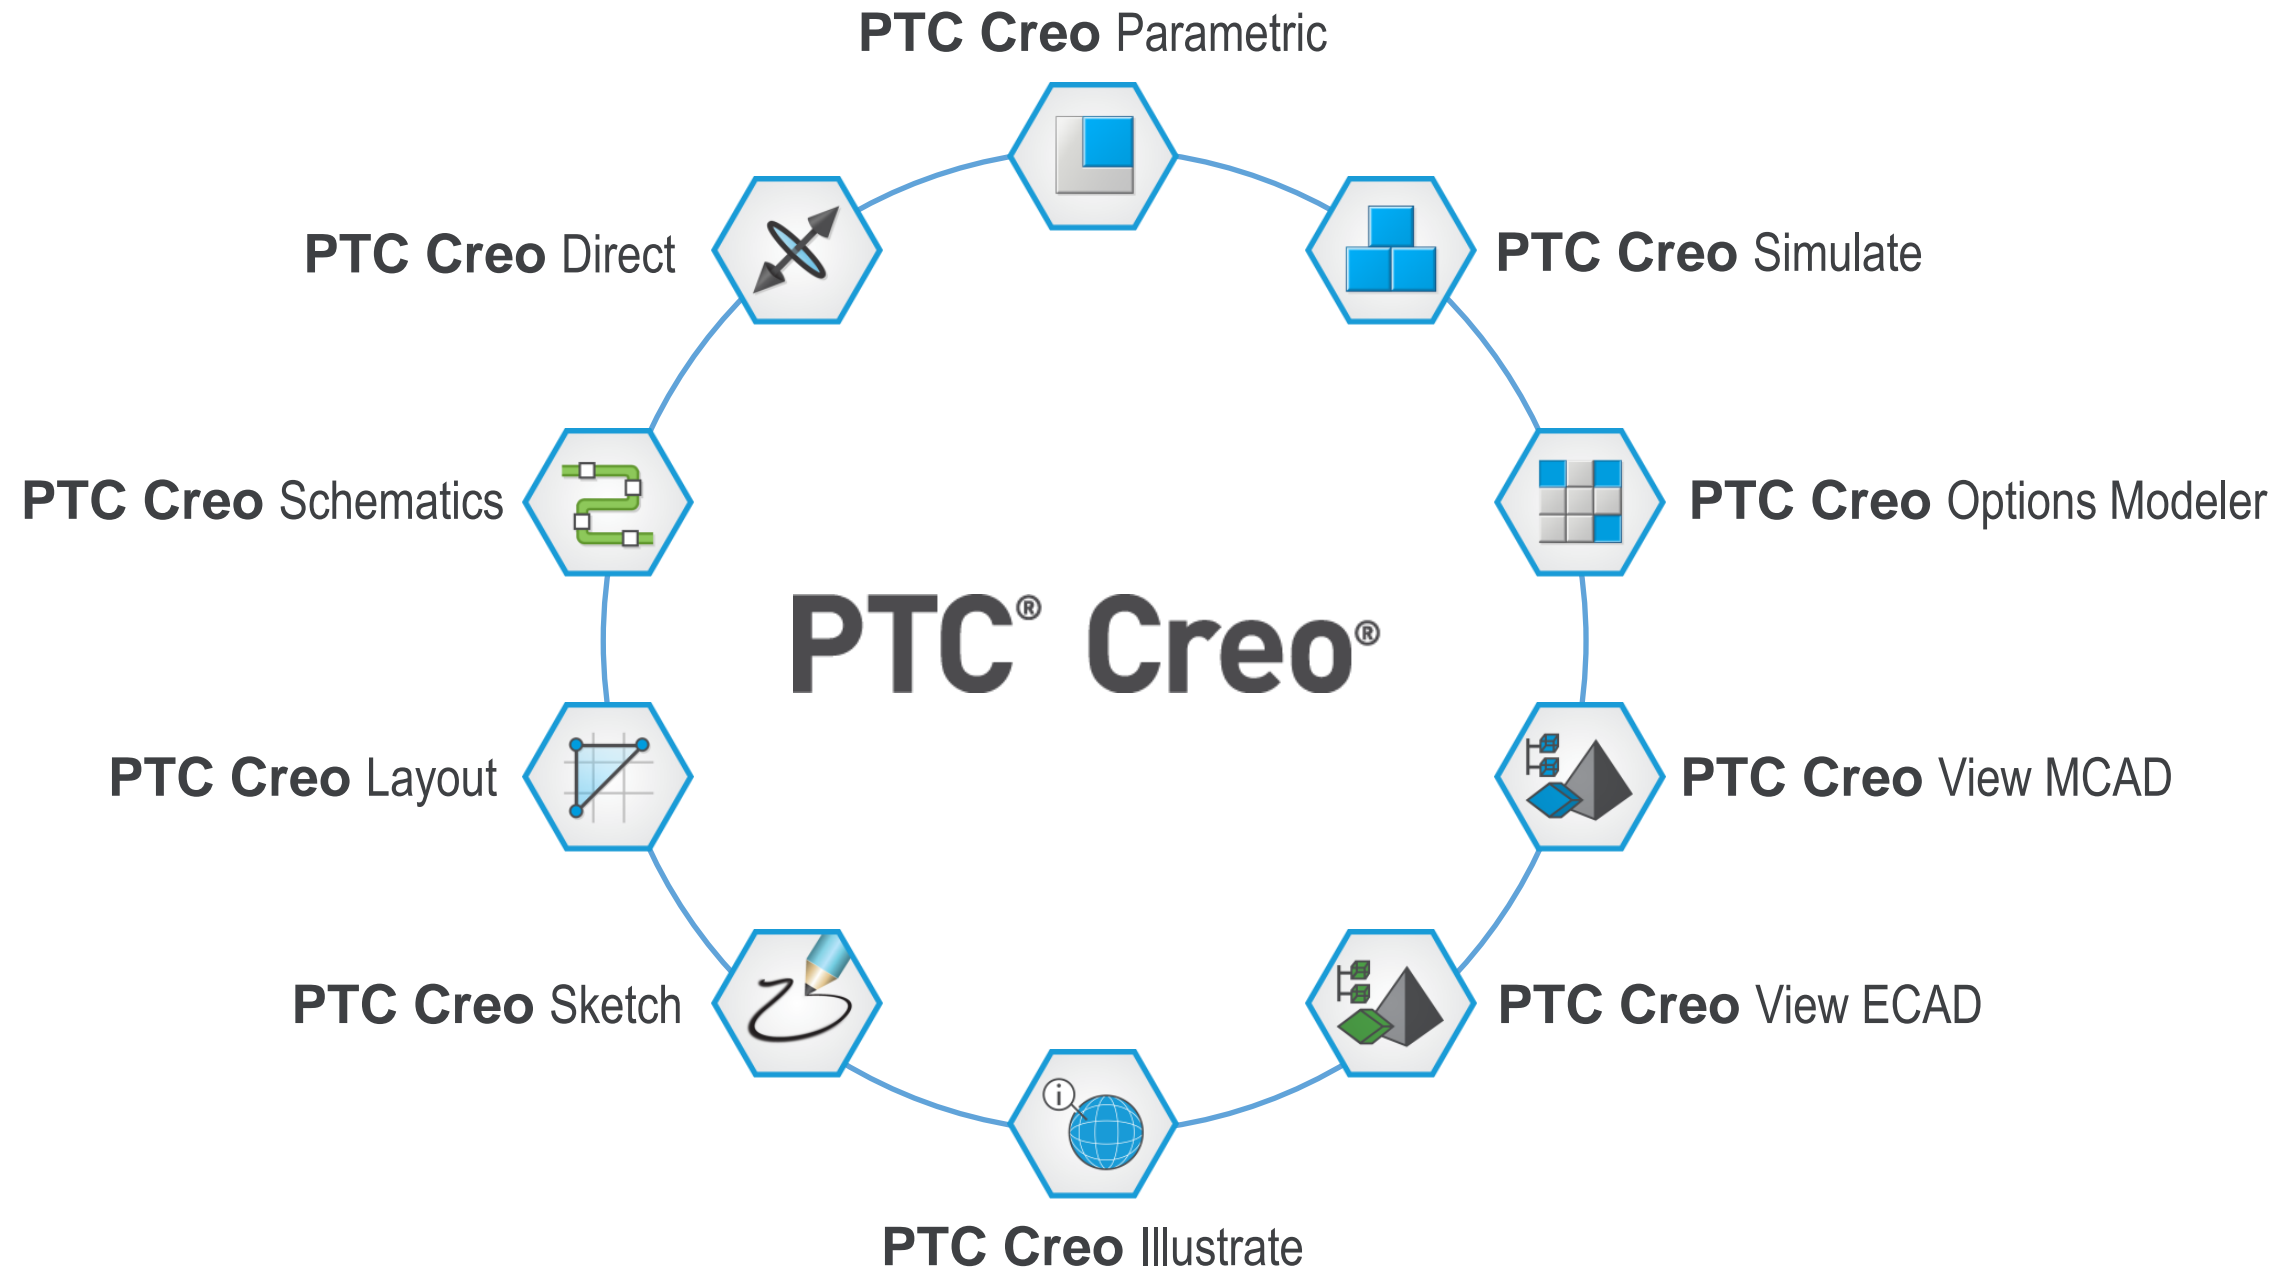 PTC Creo Parametric
PTC Creo Direct
PTC Creo Simulate
PTC Creo Schematics
PTC Creo Options Modeler
PTC® Creo®
PTC Creo Layout
PTC Creo View MCAD
PTC Creo Sketch
PTC Creo View ECAD
i
PTC Creo Illustrate